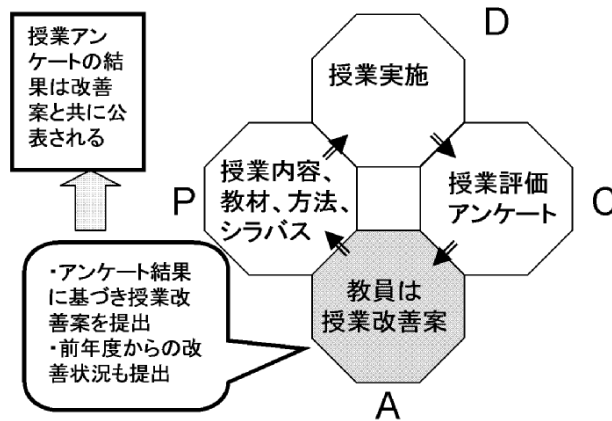 授業アン
ケートの結
果は改善
案と共に公
表される
D
授業実施
P
授業内容、
教材、方法、
シラバス
授業評価
アンケート
C
・アンケート結果
に基づき授業改
善案を提出
・前年度からの改
善状況も提出
教員は
授業改善案
A